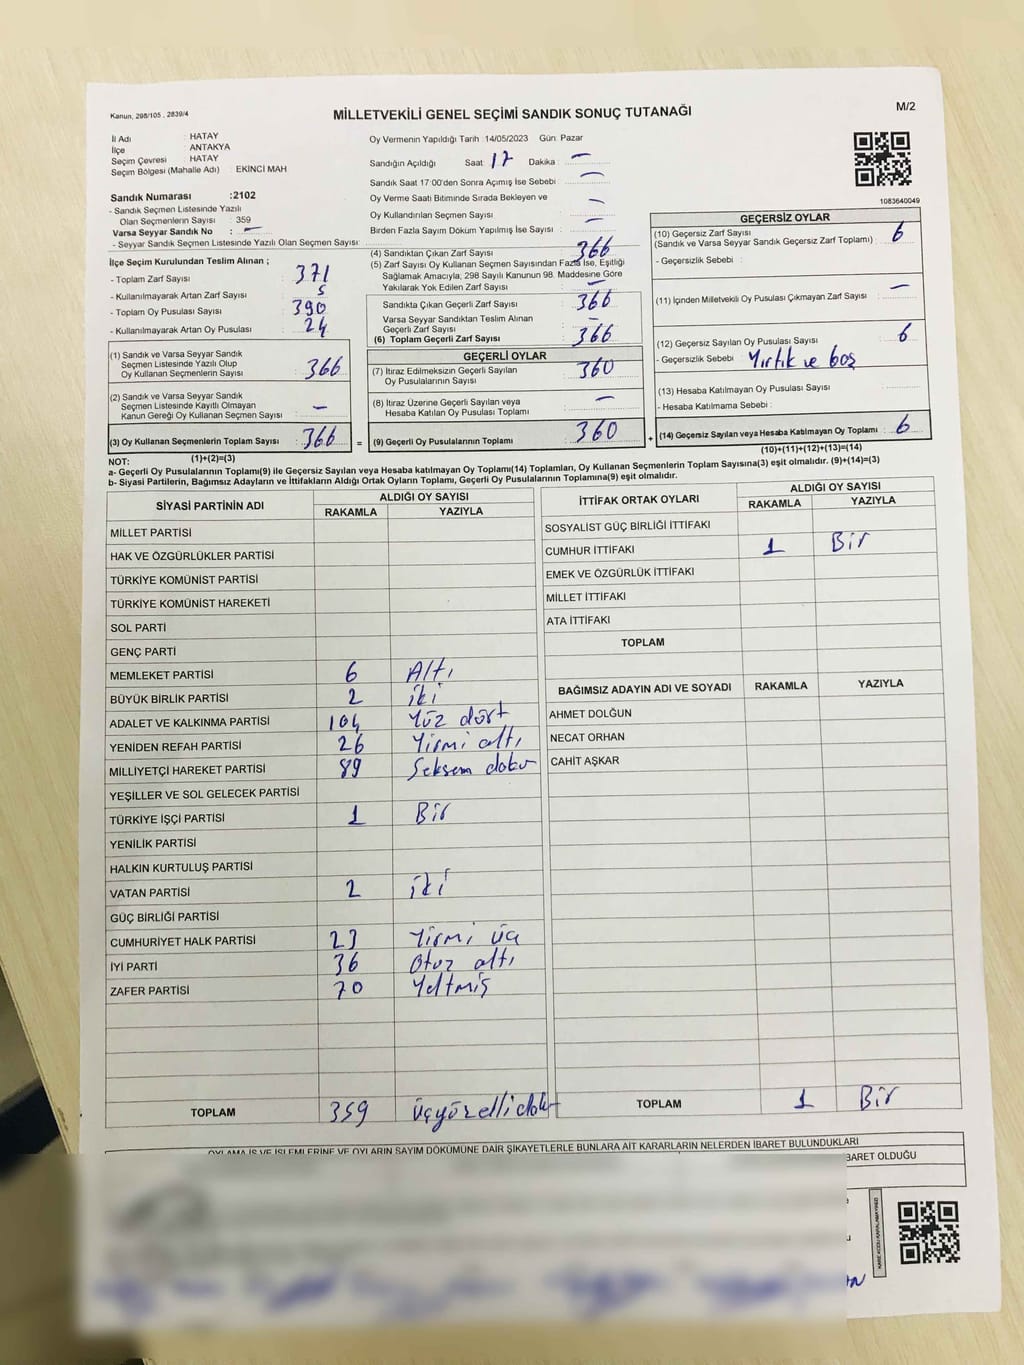 Kanun, 298/105 , 2839/4
MİLLETVEKİLİ GENEL SEÇİMİ SANDIK SONUÇ TUTANAĞI
M/2
İl Adı : HATAY
İlçe : ANTAKYA
Seçim Çevresi : HATAY
Seçim Bölgesi (Mahalle Adı) : EKİNCİ MAH
Sandık Numarası :2102
- Sandık Seçmen Listesinde Yazılı
Olan Seçmenlerin Sayısı : 359
Varsa Seyyar Sandık No : —
- Seyyar Sandık Seçmen Listesinde Yazılı Olan Seçmen Sayısı:
İlçe Seçim Kurulundan Teslim Alınan ;
- Toplam Zarf Sayısı : 371
- Kullanılmayarak Artan Zarf Sayısı : 5
- Toplam Oy Pusulası Sayısı : 390
- Kullanılmayarak Artan Oy Pusulası : 24
(1) Sandık ve Varsa Seyyar Sandık
Seçmen Listesinde Yazılı Olup
Oy Kullanan Seçmenlerin Sayısı : 366
(2) Sandık ve Varsa Seyyar Sandık
Seçmen Listesinde Kayıtlı Olmayan
Kanun Gereği Oy Kullanan Seçmen Sayısı : —
(3) Oy Kullanan Seçmenlerin Toplam Sayısı : 366
(1)+(2)=(3)
Oy Vermenin Yapıldığı Tarih : 14/05/2023 Gün: Pazar
Sandığın Açıldığı Saat : 17 Dakika : —
Sandık Saat 17:00'den Sonra Açımış İse Sebebi : —
Oy Verme Saati Bitiminde Sırada Bekleyen ve
Oy Kullandırılan Seçmen Sayısı : —
Birden Fazla Sayım Döküm Yapılmış İse Sayısı : —
(4) Sandıktan Çıkan Zarf Sayısı : 366
(5) Zarf Sayısı Oy Kullanan Seçmen Sayısından Fazla İse, Eşitliği
Sağlamak Amacıyla, 298 Sayılı Kanunun 98. Maddesine Göre
Yakılarak Yok Edilen Zarf Sayısı : —
Sandıkta Çıkan Geçerli Zarf Sayısı : 366
Varsa Seyyar Sandıktan Teslim Alınan
Geçerli Zarf Sayısı : —
(6) Toplam Geçerli Zarf Sayısı : 366
GEÇERLİ OYLAR
(7) İtiraz Edilmeksizin Geçerli Sayılan
Oy Pusulalarının Sayısı : 360
(8) İtiraz Üzerine Geçerli Sayılan veya
Hesaba Katılan Oy Pusulası Toplamı : —
= (9) Geçerli Oy Pusulalarının Toplamı : 360
1083640049
GEÇERSİZ OYLAR
(10) Geçersiz Zarf Sayısı
(Sandık ve Varsa Seyyar Sandık Geçersiz Zarf Toplamı) : 6
- Geçersizlik Sebebi :
(11) İçinden Milletvekili Oy Pusulası Çıkmayan Zarf Sayısı : —
(12) Geçersiz Sayılan Oy Pusulası Sayısı : 6
- Geçersizlik Sebebi : Yırtık ve boş
(13) Hesaba Katılmayan Oy Pusulası Sayısı :
- Hesaba Katılmama Sebebi :
+ (14) Geçersiz Sayılan veya Hesaba Katılmayan Oy Toplamı : 6
(10)+(11)+(12)+(13)=(14)
NOT:
a- Geçerli Oy Pusulalarının Toplamı(9) ile Geçersiz Sayılan veya Hesaba katılmayan Oy Toplamı(14) Toplamları, Oy Kullanan Seçmenlerin Toplam Sayısına(3) eşit olmalıdır. (9)+(14)=(3)
b- Siyasi Partilerin, Bağımsız Adayların ve İttifakların Aldığı Ortak Oyların Toplamı, Geçerli Oy Pusulalarının Toplamına(9) eşit olmalıdır.
SİYASİ PARTİNİN ADI
ALDIĞI OY SAYISI
RAKAMLA YAZIYLA
MİLLET PARTİSİ
HAK VE ÖZGÜRLÜKLER PARTİSİ
TÜRKİYE KOMÜNİST PARTİSİ
TÜRKİYE KOMÜNİST HAREKETİ
SOL PARTİ
GENÇ PARTİ
MEMLEKET PARTİSİ 6 Altı
BÜYÜK BİRLİK PARTİSİ 2 iki
ADALET VE KALKINMA PARTİSİ 104 Yüz dört
YENİDEN REFAH PARTİSİ 26 Yirmi altı
MİLLİYETÇİ HAREKET PARTİSİ 89 Seksem dokuz
YEŞİLLER VE SOL GELECEK PARTİSİ
TÜRKİYE İŞÇİ PARTİSİ 1 Bir
YENİLİK PARTİSİ
HALKIN KURTULUŞ PARTİSİ
VATAN PARTİSİ 2 iki
GÜÇ BİRLİĞİ PARTİSİ
CUMHURİYET HALK PARTİSİ 23 Yirmi üç
İYİ PARTİ 36 Otuz altı
ZAFER PARTİSİ 70 Yetmiş
TOPLAM 359 üçyüzellidokuz
İTTİFAK ORTAK OYLARI
ALDIĞI OY SAYISI
RAKAMLA YAZIYLA
SOSYALİST GÜÇ BİRLİĞİ İTTİFAKI
CUMHUR İTTİFAKI 1 Bir
EMEK VE ÖZGÜRLÜK İTTİFAKI
MİLLET İTTİFAKI
ATA İTTİFAKI
TOPLAM
BAĞIMSIZ ADAYIN ADI VE SOYADI RAKAMLA YAZIYLA
AHMET DOLĞUN
NECAT ORHAN
CAHİT AŞKAR
TOPLAM 1 Bir
OYLAMA İŞ VE İŞLEMLERİNE VE OYLARIN SAYIM DÖKÜMÜNE DAİR ŞİKAYETLERLE BUNLARA AİT KARARLARIN NELERDEN İBARET BULUNDUKLARI
BARET OLDUĞU